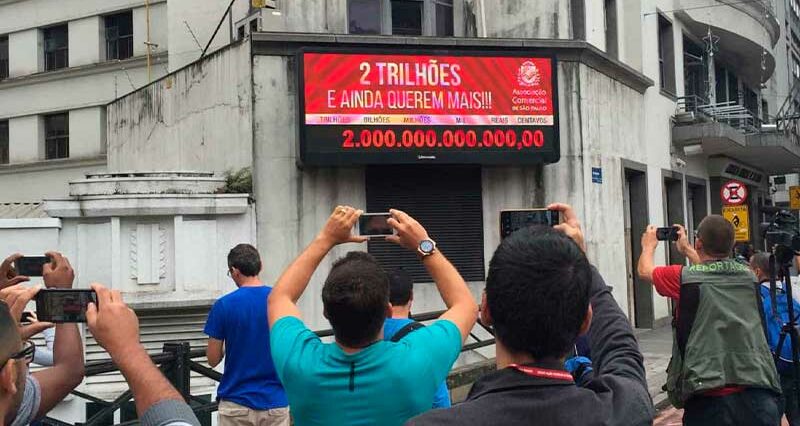 2 TRILHÕES
E AINDA QUEREM MAIS!!!
Associação
Comercial
DE SÃO PAULO
TRILHÕES BILHÕES MILHÕES MIL REAIS CENTAVOS
2.000.000.000.000,00
REPORTAGEM